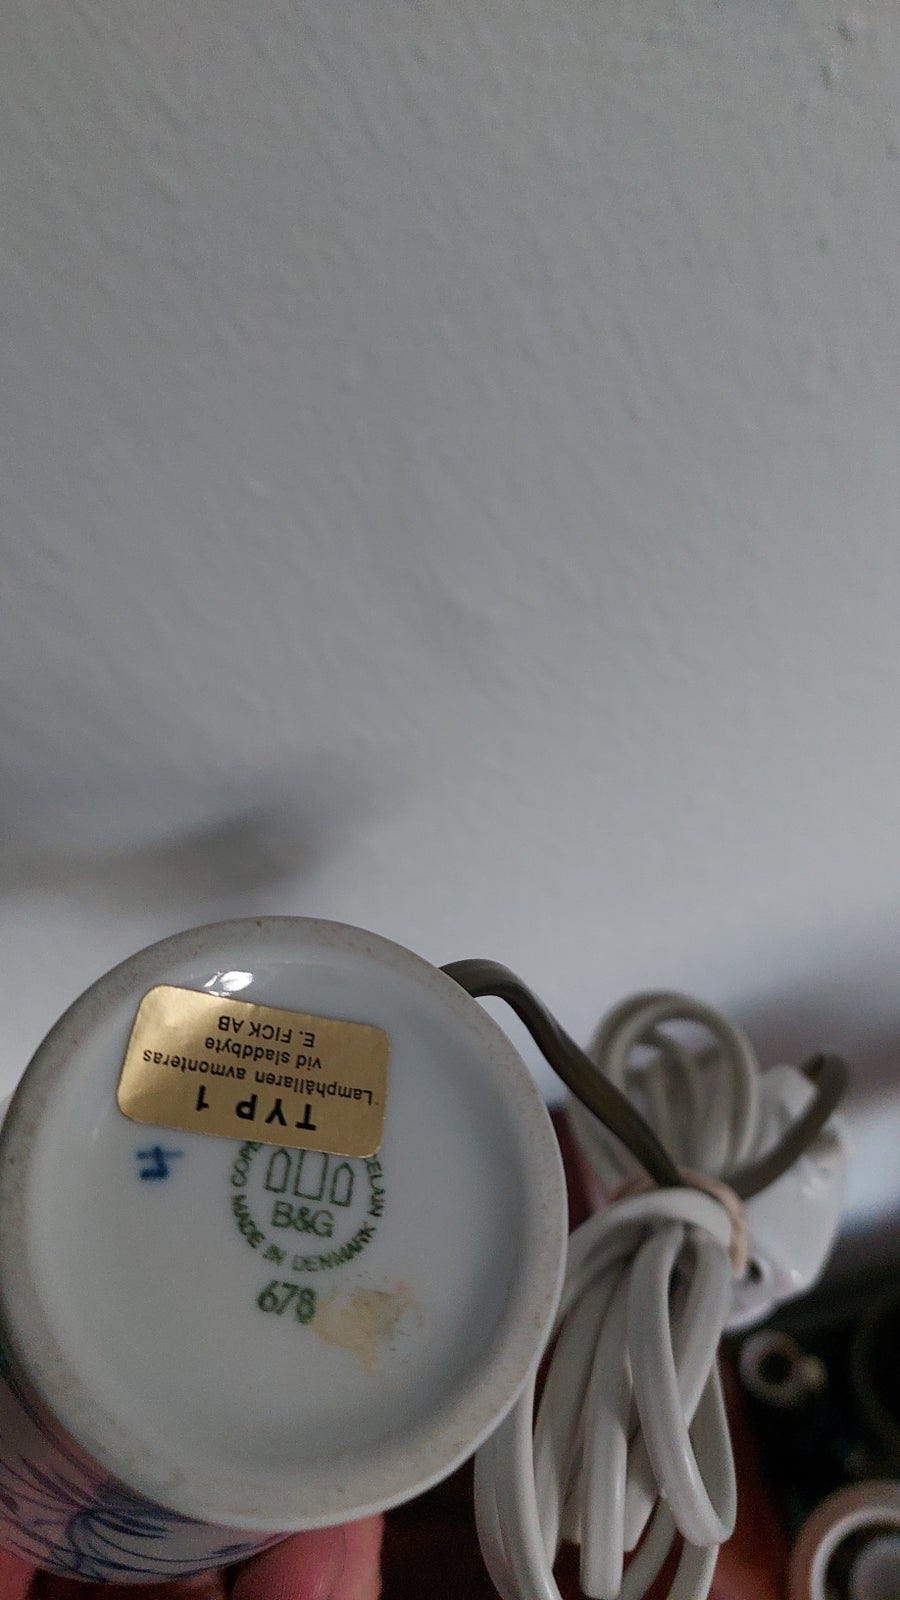 TYP 1
Lamphållaren avmonteras
vid sladdbyte
E. FICK AB
B&G
MADE IN DENMARK
678